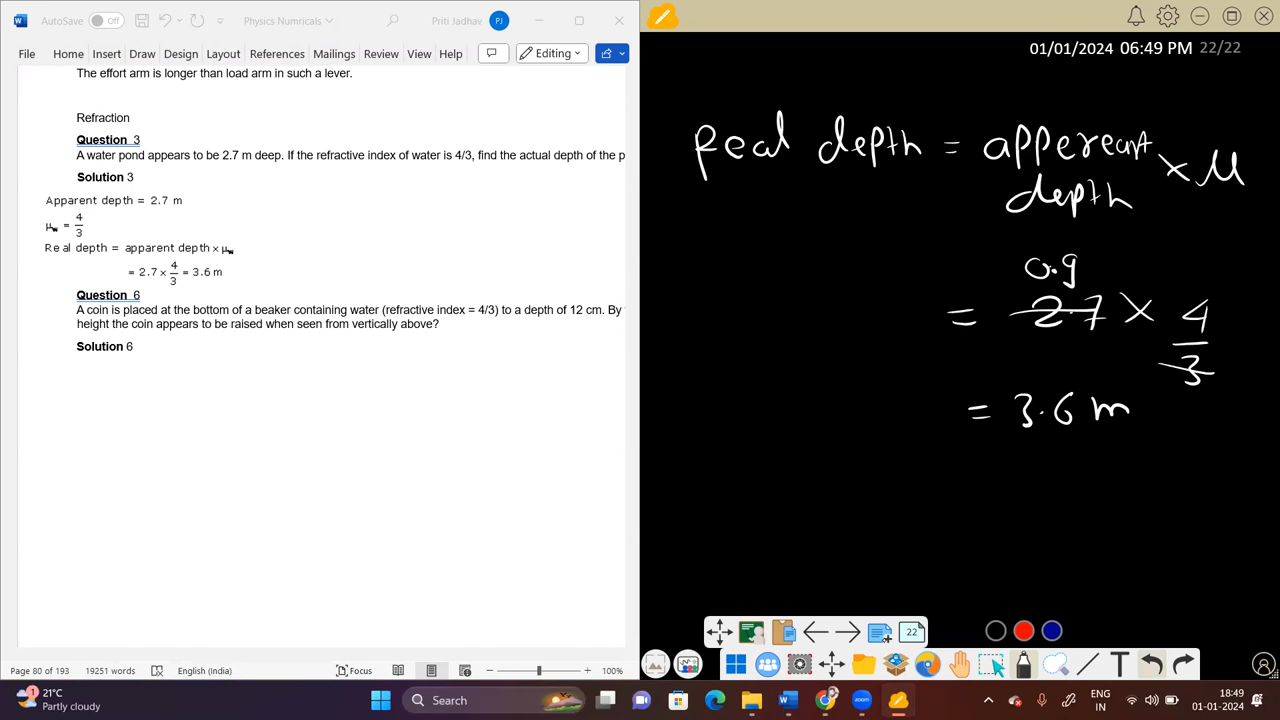 AutoSave Off
Physics Numricals
Priti Jadhav PJ
File Home Insert Draw Design Layout References Mailings Review View Help Editing
The effort arm is longer than load arm in such a lever.
Refraction
Question 3
A water pond appears to be 2.7 m deep. If the refractive index of water is 4/3, find the actual depth of the p
Solution 3
Apparent depth = 2.7 m
μw = 4/3
Real depth = apparent depth × μw
= 2.7 × 4/3 = 3.6 m
Question 6
A coin is placed at the bottom of a beaker containing water (refractive index = 4/3) to a depth of 12 cm. By
height the coin appears to be raised when seen from vertically above?
Solution 6
Page 25 of 193 19251 words English (India) Focus 100%
01/01/2024 06:49 PM 22/22
Real depth = appereant depth × μ
0.9
= 2.7 × 4/3
= 3.6 m
22
T
1
21°C
Partly cloudy
Search
zoom
ENG
IN
18:49
01-01-2024